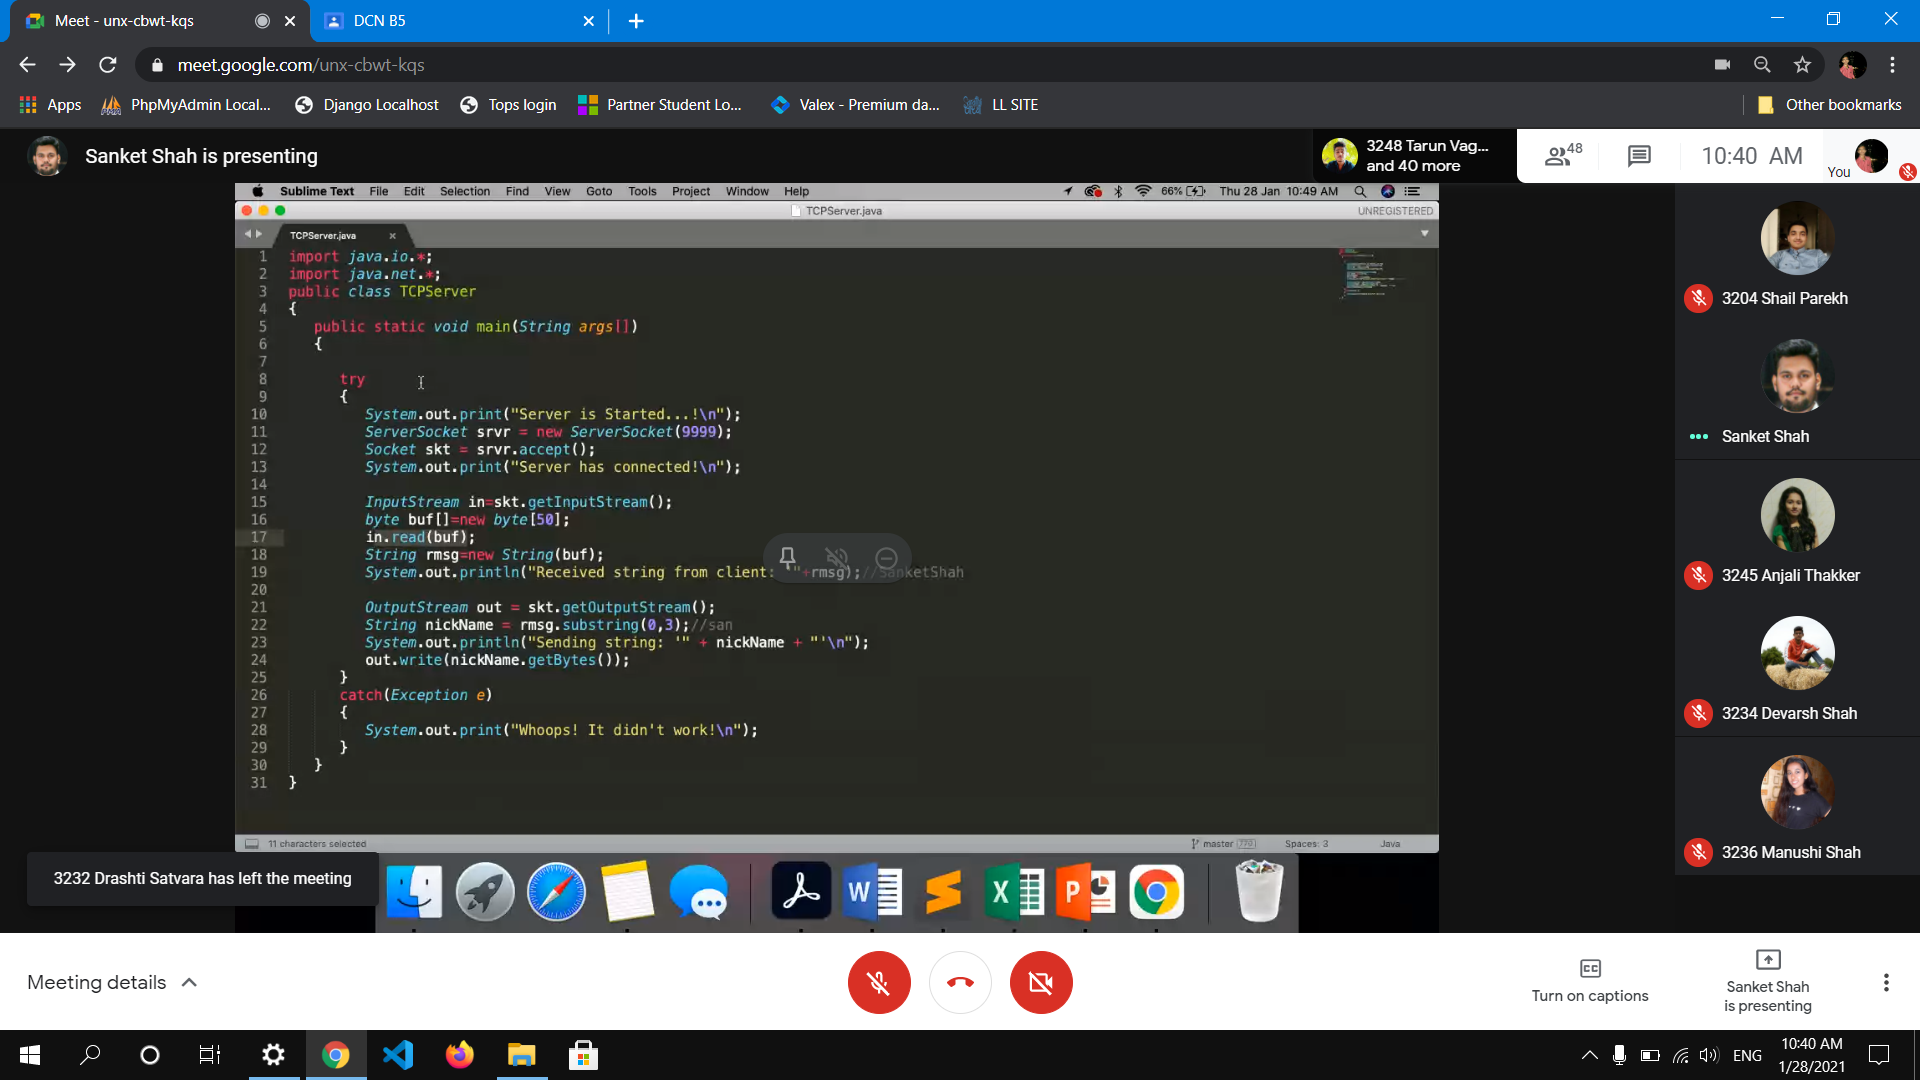 Meet - unx-cbwt-kqs
DCN B5
meet.google.com/unx-cbwt-kqs
Apps
PhpMyAdmin Local...
Django Localhost
Tops login
Partner Student Lo...
Valex - Premium da...
LL SITE
Other bookmarks
Sanket Shah is presenting
3248 Tarun Vag...
and 40 more
48
10:40 AM
You
Sublime Text File Edit Selection Find View Goto Tools Project Window Help
66% Thu 28 Jan 10:49 AM
TCPServer.java
UNREGISTERED
TCPServer.java
1 import java.io.*;
2 import java.net.*;
3 public class TCPServer
4 {
5 public static void main(String args[])
6 {
7
8 try
9 {
10 System.out.print("Server is Started...!\n");
11 ServerSocket srvr = new ServerSocket(9999);
12 Socket skt = srvr.accept();
13 System.out.print("Server has connected!\n");
14
15 InputStream in=skt.getInputStream();
16 byte buf[]=new byte[50];
17 in.read(buf);
18 String rmsg=new String(buf);
19 System.out.println("Received string from client: "+rmsg);//SanketShah
20
21 OutputStream out = skt.getOutputStream();
22 String nickName = rmsg.substring(0,3);//san
23 System.out.println("Sending string: '" + nickName + "'\n");
24 out.write(nickName.getBytes());
25 }
26 catch(Exception e)
27 {
28 System.out.print("Whoops! It didn't work!\n");
29 }
30 }
31 }
11 characters selected
master
Spaces: 3
Java
3204 Shail Parekh
Sanket Shah
3245 Anjali Thakker
3234 Devarsh Shah
3236 Manushi Shah
3232 Drashti Satvara has left the meeting
Meeting details
Turn on captions
Sanket Shah
is presenting
ENG
10:40 AM
1/28/2021